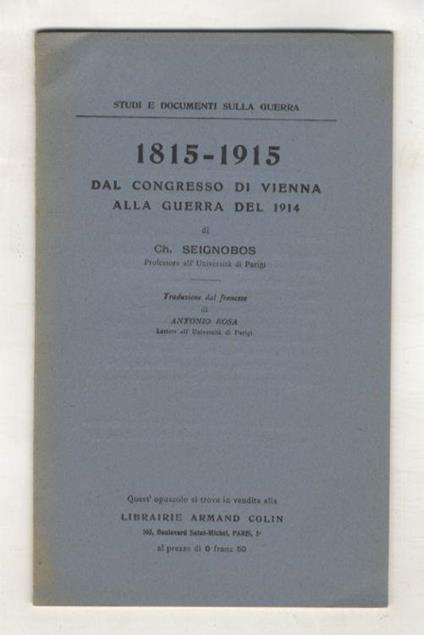 STUDI E DOCUMENTI SULLA GUERRA
1815-1915
DAL CONGRESSO DI VIENNA
ALLA GUERRA DEL 1914
di
Ch. SEIGNOBOS
Professore all' Università di Parigi
Traduzione dal francese
di
ANTONIO ROSA
Lettore all' Università di Parigi
Quest' opuscolo si trova in vendita alla
LIBRAIRIE ARMAND COLIN
103, Boulevard Saint-Michel, PARIS, 5e
al prezzo di 0 franc 50